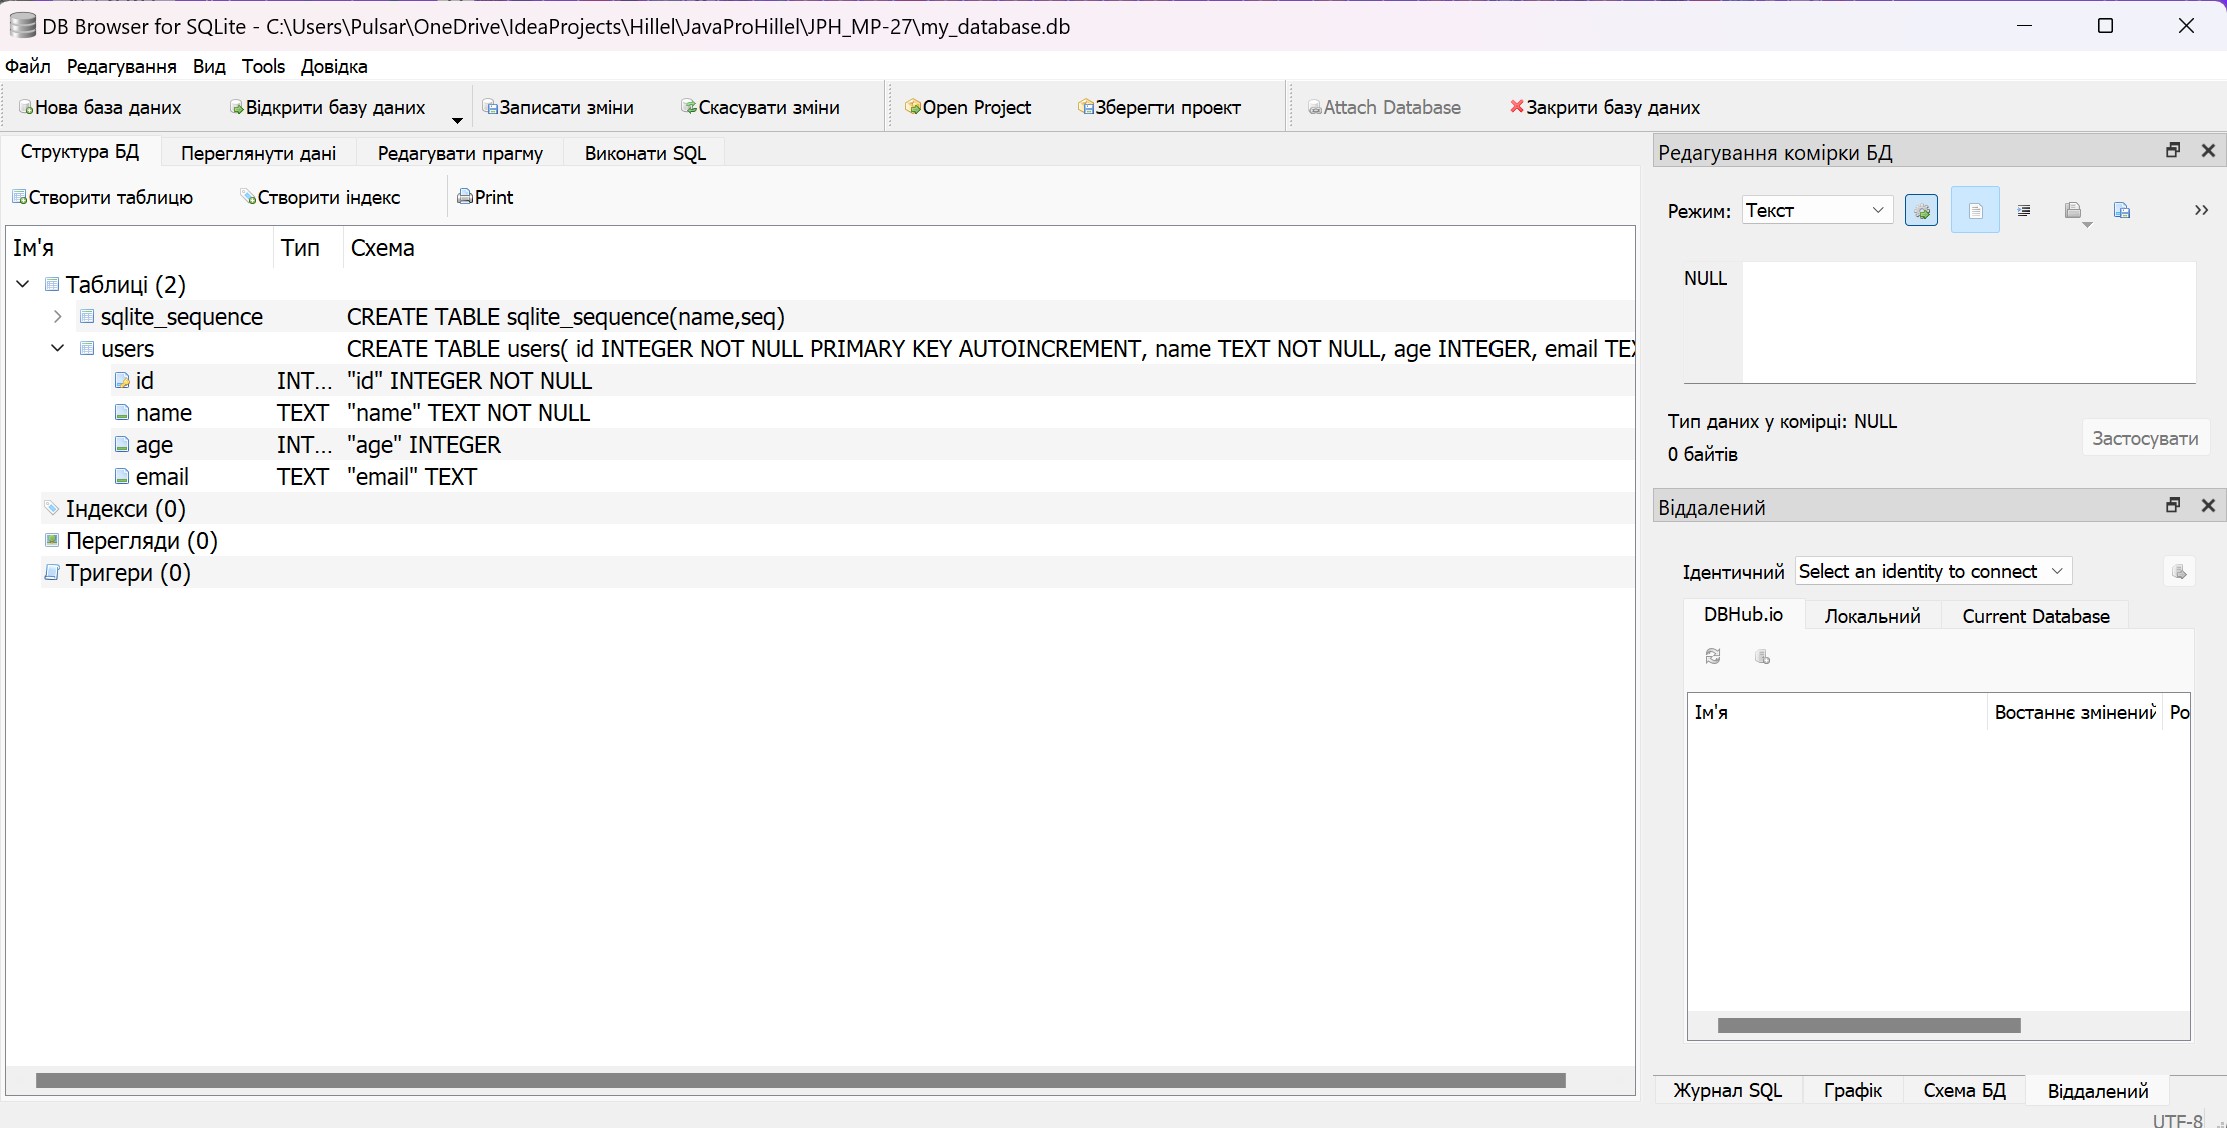 DB Browser for SQLite - C:\Users\Pulsar\OneDrive\IdeaProjects\Hillel\JavaProHillel\JPH_MP-27\my_database.db
Файл Редагування Вид Tools Довідка
Нова база даних Відкрити базу даних Записати зміни Скасувати зміни Open Project Зберегти проект Attach Database Закрити базу даних
Структура БД Переглянути дані Редагувати прагму Виконати SQL
Створити таблицю Створити індекс Print
Ім'я Тип Схема
Таблиці (2)
sqlite_sequence CREATE TABLE sqlite_sequence(name,seq)
users CREATE TABLE users( id INTEGER NOT NULL PRIMARY KEY AUTOINCREMENT, name TEXT NOT NULL, age INTEGER, email TEX
id INT... "id" INTEGER NOT NULL
name TEXT "name" TEXT NOT NULL
age INT... "age" INTEGER
email TEXT "email" TEXT
Індекси (0)
Перегляди (0)
Тригери (0)
Редагування комірки БД
Режим: Текст
NULL
Тип даних у комірці: NULL
0 байтів
Застосувати
Віддалений
Ідентичний Select an identity to connect
DBHub.io Локальний Current Database
Ім'я Востаннє змінений Ро
Журнал SQL Графік Схема БД Віддалений
UTF-8